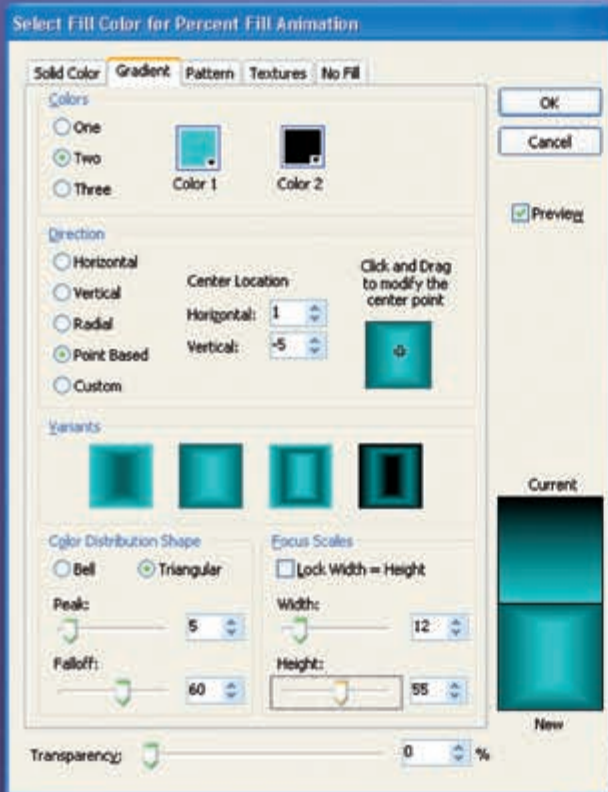 Select Fill Color for Percent Fill Animation
Solid Color Gradient Pattern Textures No Fill
Colors
One
Two
Three
Color 1
Color 2
OK
Cancel
Preview
Direction
Horizontal
Vertical
Radial
Point Based
Custom
Center Location
Horizontal: 1
Vertical: -5
Click and Drag
to modify the
center point
Variants
Color Distribution Shape
Bell
Triangular
Peak:
5
Falloff:
60
Focus Scales
Lock Width = Height
Width:
12
Height:
55
Current
New
Transparency: 0 %